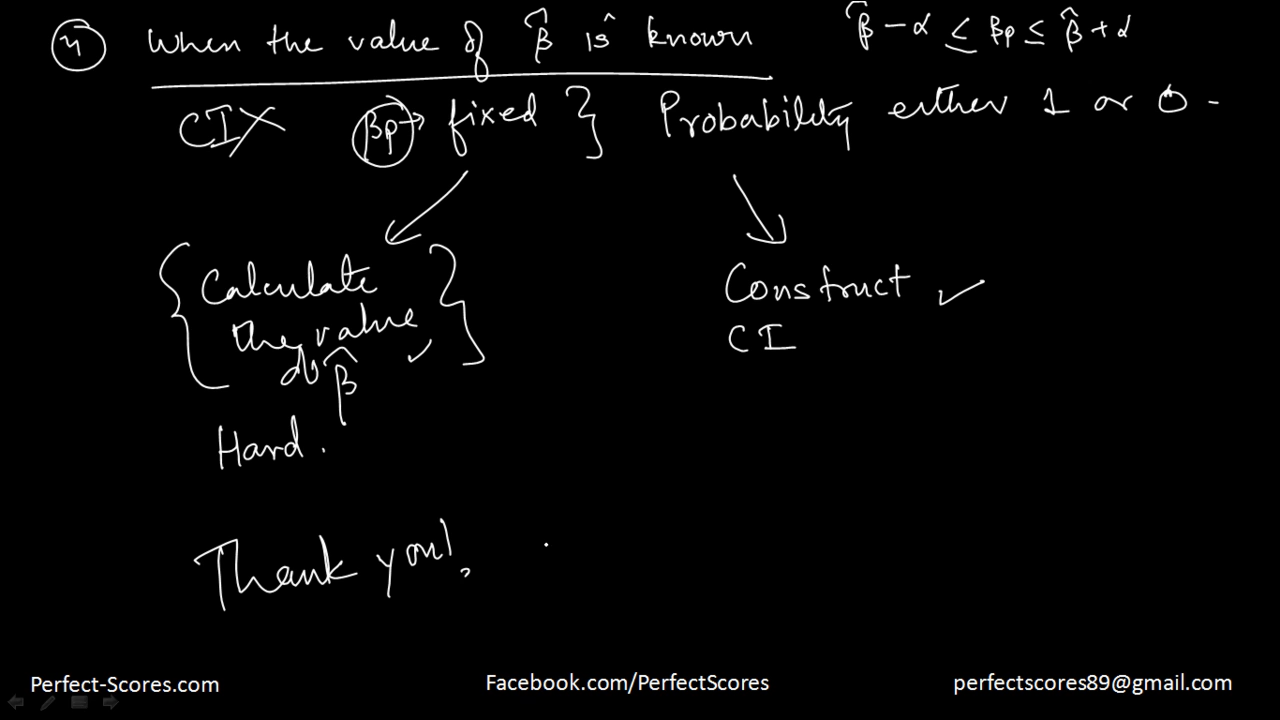 4 When the value of β̂ is known
β̂ - α ≤ βp ≤ β̂ + α
CI X βp → fixed } Probability either 1 or 0 -
{ Calculate
the value
of β̂ }
Construct ✓
CI
Hard.
Thank you!
Perfect-Scores.com
Facebook.com/PerfectScores
perfectscores89@gmail.com